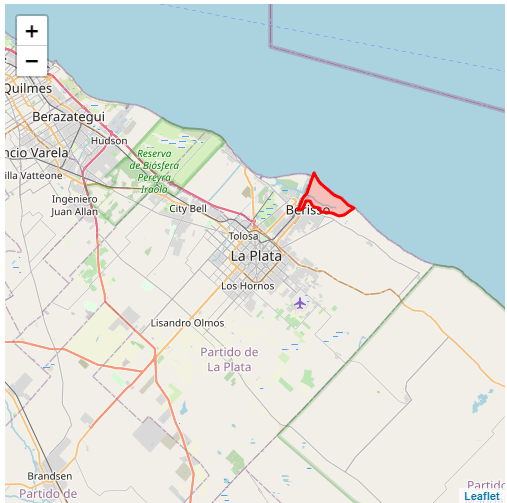 +
−
Quilmes
Berazategui
Hudson
ncio Varela
illa Vatteone
Reserva
de Biósfera
Pereyra
Iraola
Ingeniero
Juan Allan
City Bell
Berisso
Tolosa
La Plata
Los Hornos
Lisandro Olmos
Partido de
La Plata
Brandsen
Partido de
Partid
Leaflet